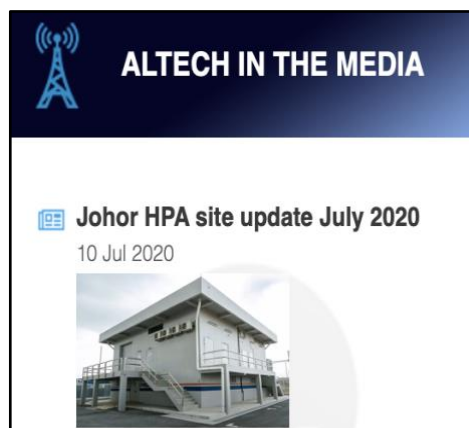 ALTECH IN THE MEDIA
Johor HPA site update July 2020
10 Jul 2020